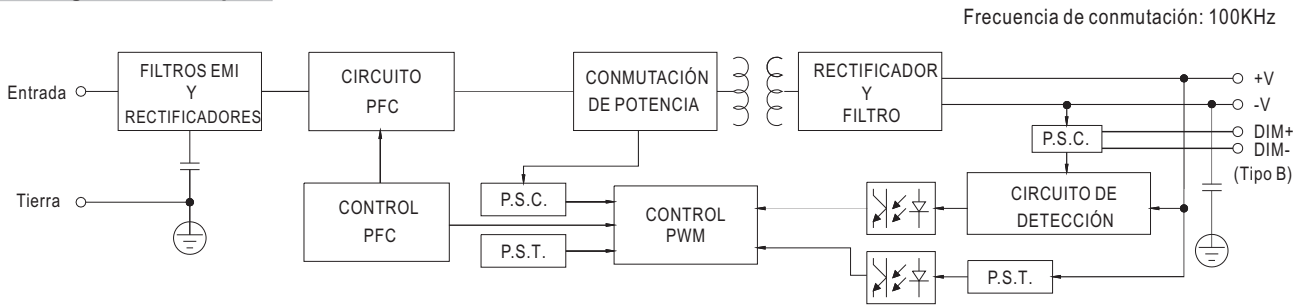 Frecuencia de conmutación: 100KHz
Entrada
FILTROS EMI
Y
RECTIFICADORES
CIRCUITO
PFC
CONMUTACIÓN
DE POTENCIA
RECTIFICADOR
Y
FILTRO
+V
-V
P.S.C.
DIM+
DIM-
(Tipo B)
Tierra
CONTROL
PFC
P.S.C.
P.S.T.
CONTROL
PWM
CIRCUITO DE
DETECCIÓN
P.S.T.